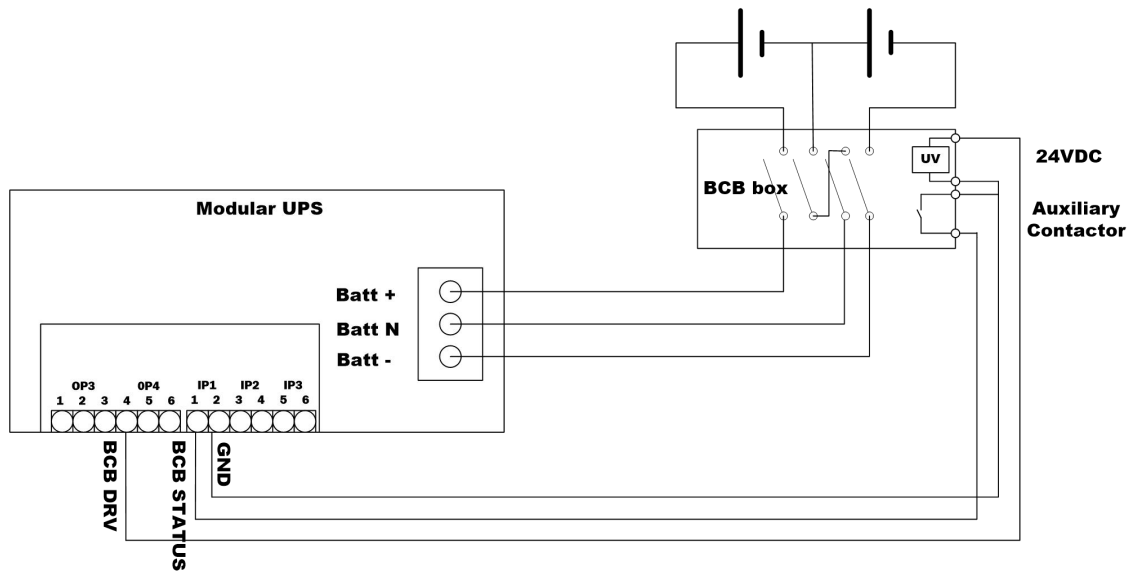 UV
24VDC
BCB box
Auxiliary
Contactor
Modular UPS
Batt +
Batt N
Batt -
OP3 0P4 IP1 IP2 IP3
1 2 3 4 5 6 1 2 3 4 5 6
BCB DRV
BCB STATUS
GND